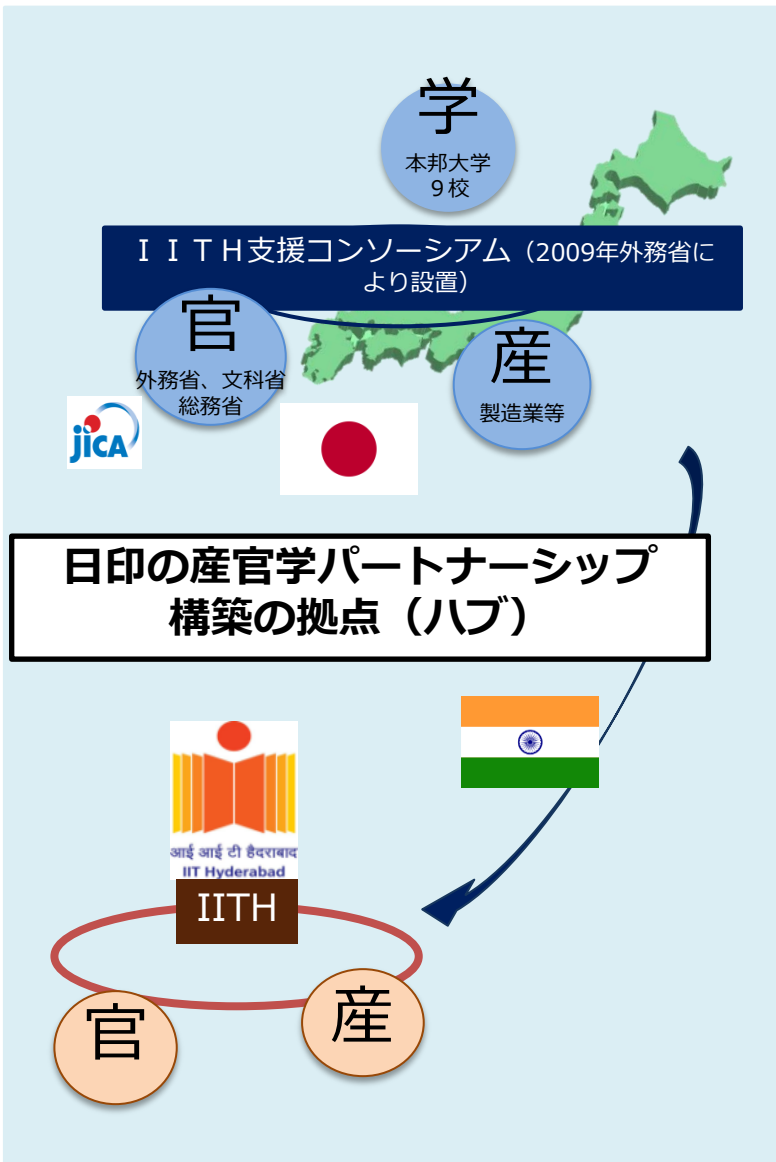 学
本邦大学
９校
ＩＩＴＨ支援コンソーシアム（2009年外務省に
より設置）
官
外務省、文科省
総務省
産
製造業等
jICA
日印の産官学パートナーシップ
構築の拠点（ハブ）
आई आई टी हैदराबाद
IIT Hyderabad
IITH
官
産